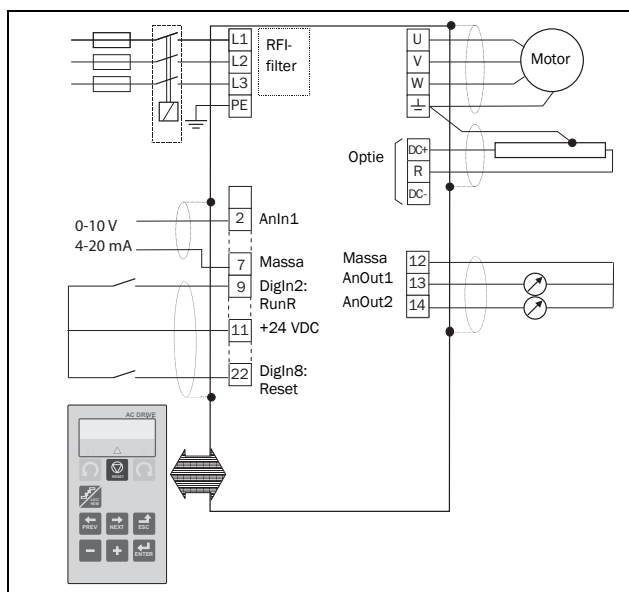 L1
L2
L3
PE
RFI-
filter
U
V
W
Motor
Optie
DC+
R
DC-
0-10 V
4-20 mA
2 AnIn1
7 Massa
9 DigIn2:
RunR
11 +24 VDC
22 DigIn8:
Reset
Massa 12
AnOut1 13
AnOut2 14
AC DRIVE
RESET
LOC/
REM
PREV NEXT ESC
- + ENTER